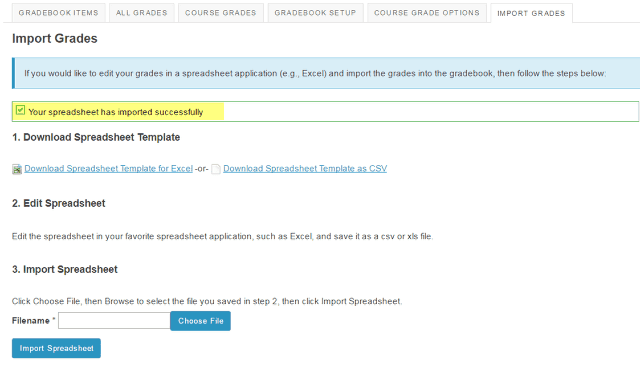 GRADEBOOK ITEMS ALL GRADES COURSE GRADES GRADEBOOK SETUP COURSE GRADE OPTIONS IMPORT GRADES
Import Grades
If you would like to edit your grades in a spreadsheet application (e.g., Excel) and import the grades into the gradebook, then follow the steps below:
Your spreadsheet has imported successfully
1. Download Spreadsheet Template
Download Spreadsheet Template for Excel -or- Download Spreadsheet Template as CSV
2. Edit Spreadsheet
Edit the spreadsheet in your favorite spreadsheet application, such as Excel, and save it as a csv or xls file.
3. Import Spreadsheet
Click Choose File, then Browse to select the file you saved in step 2, then click Import Spreadsheet.
Filename * Choose File
Import Spreadsheet